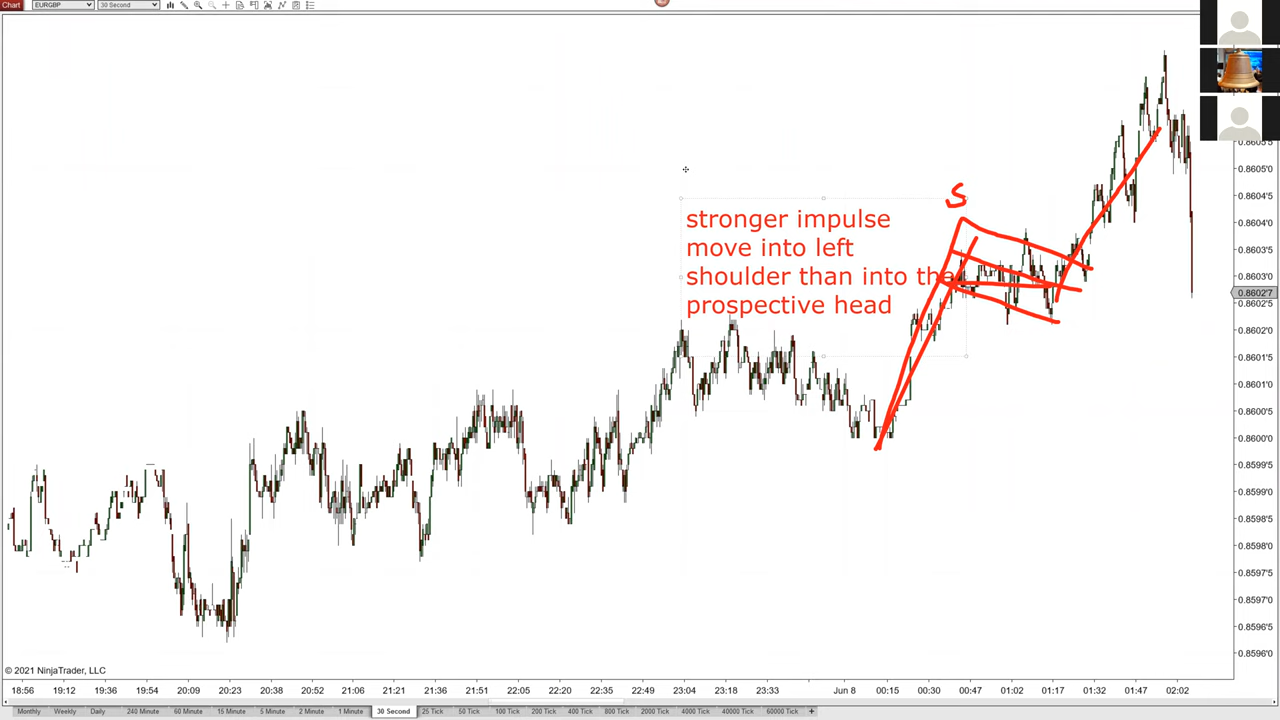 Chart EURGBP 30 Second
S
stronger impulse
move into left
shoulder than into the
prospective head
0.8605'5
0.8605'0
0.8604'5
0.8604'0
0.8603'5
0.8603'0
0.8602'7
0.8602'5
0.8602'0
0.8601'5
0.8601'0
0.8600'5
0.8600'0
0.8599'5
0.8599'0
0.8598'5
0.8598'0
0.8597'5
0.8597'0
0.8596'5
0.8596'0
© 2021 NinjaTrader, LLC
18:56 19:12 19:36 19:54 20:09 20:23 20:38 20:52 21:06 21:21 21:36 21:51 22:05 22:20 22:35 22:49 23:04 23:18 23:33 Jun 8 00:15 00:30 00:47 01:02 01:17 01:32 01:47 02:02
Monthly Weekly Daily 240 Minute 60 Minute 15 Minute 5 Minute 2 Minute 1 Minute 30 Second 25 Tick 50 Tick 100 Tick 200 Tick 400 Tick 800 Tick 2000 Tick 4000 Tick 40000 Tick 60000 Tick +